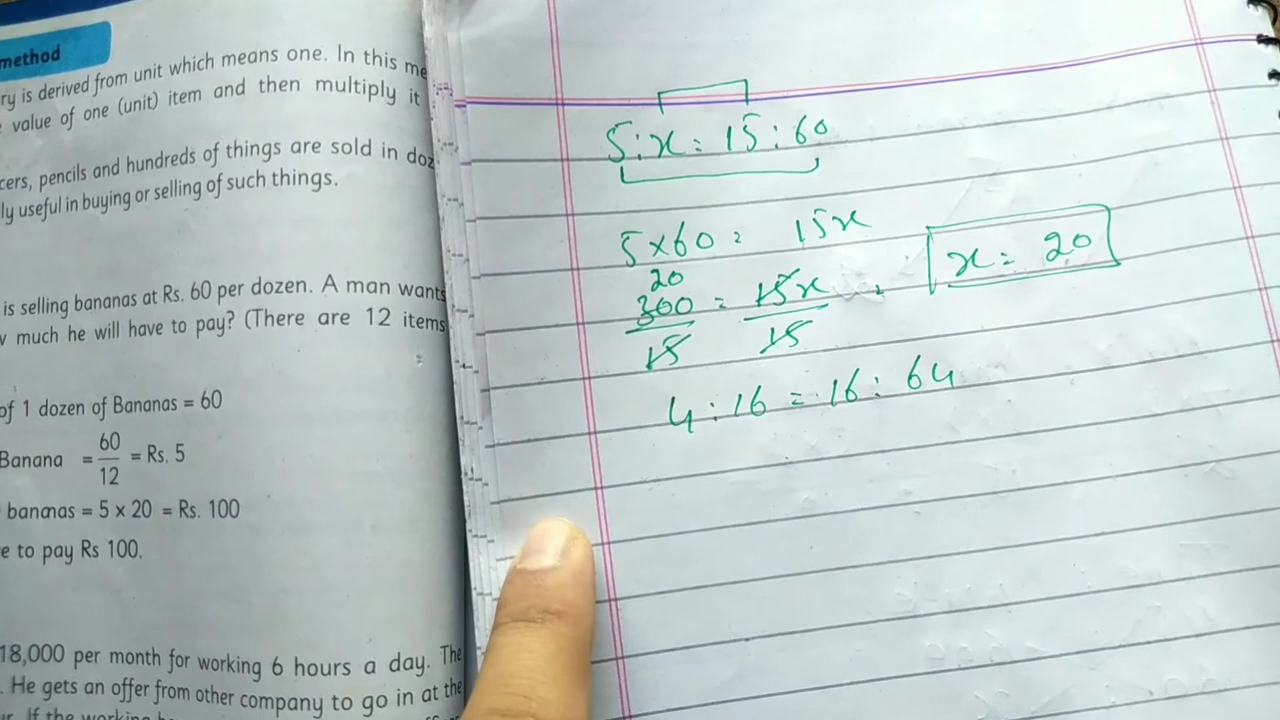 method
ry is derived from unit which means one. In this me
value of one (unit) item and then multiply it
cers, pencils and hundreds of things are sold in doz
ly useful in buying or selling of such things.
is selling bananas at Rs. 60 per dozen. A man wants
w much he will have to pay? (There are 12 items
of 1 dozen of Bananas = 60
Banana = 60/12 = Rs. 5
bananas = 5 x 20 = Rs. 100
e to pay Rs 100.
18,000 per month for working 6 hours a day. The
. He gets an offer from other company to go in at the
If the working
5:x = 15:60
5x60 = 15x
20
300/15 = 15x/15
x = 20
4:16 = 16:64